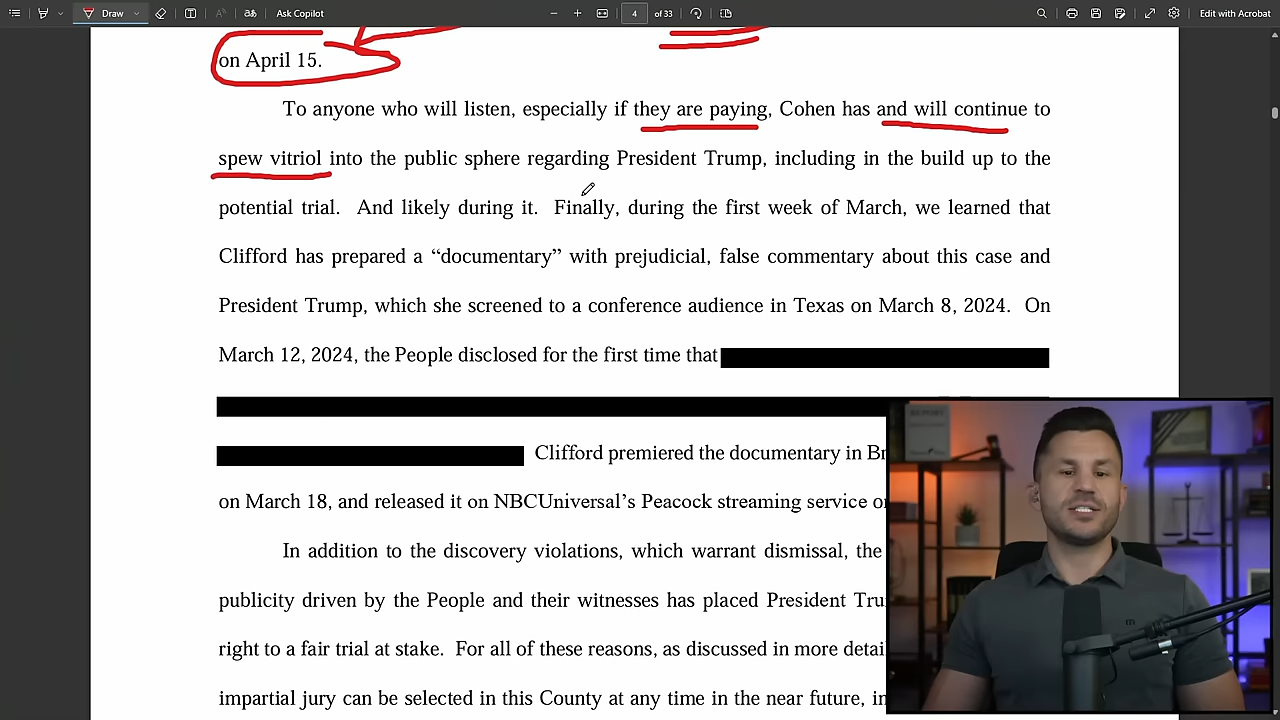 Draw
Ask Copilot
4 of 33
Edit with Acrobat
on April 15.
To anyone who will listen, especially if they are paying, Cohen has and will continue to
spew vitriol into the public sphere regarding President Trump, including in the build up to the
potential trial. And likely during it. Finally, during the first week of March, we learned that
Clifford has prepared a “documentary” with prejudicial, false commentary about this case and
President Trump, which she screened to a conference audience in Texas on March 8, 2024. On
March 12, 2024, the People disclosed for the first time that
Clifford premiered the documentary in
on March 18, and released it on NBCUniversal’s Peacock streaming service
In addition to the discovery violations, which warrant dismissal, the
publicity driven by the People and their witnesses has placed President
right to a fair trial at stake. For all of these reasons, as discussed in more
impartial jury can be selected in this County at any time in the near future,